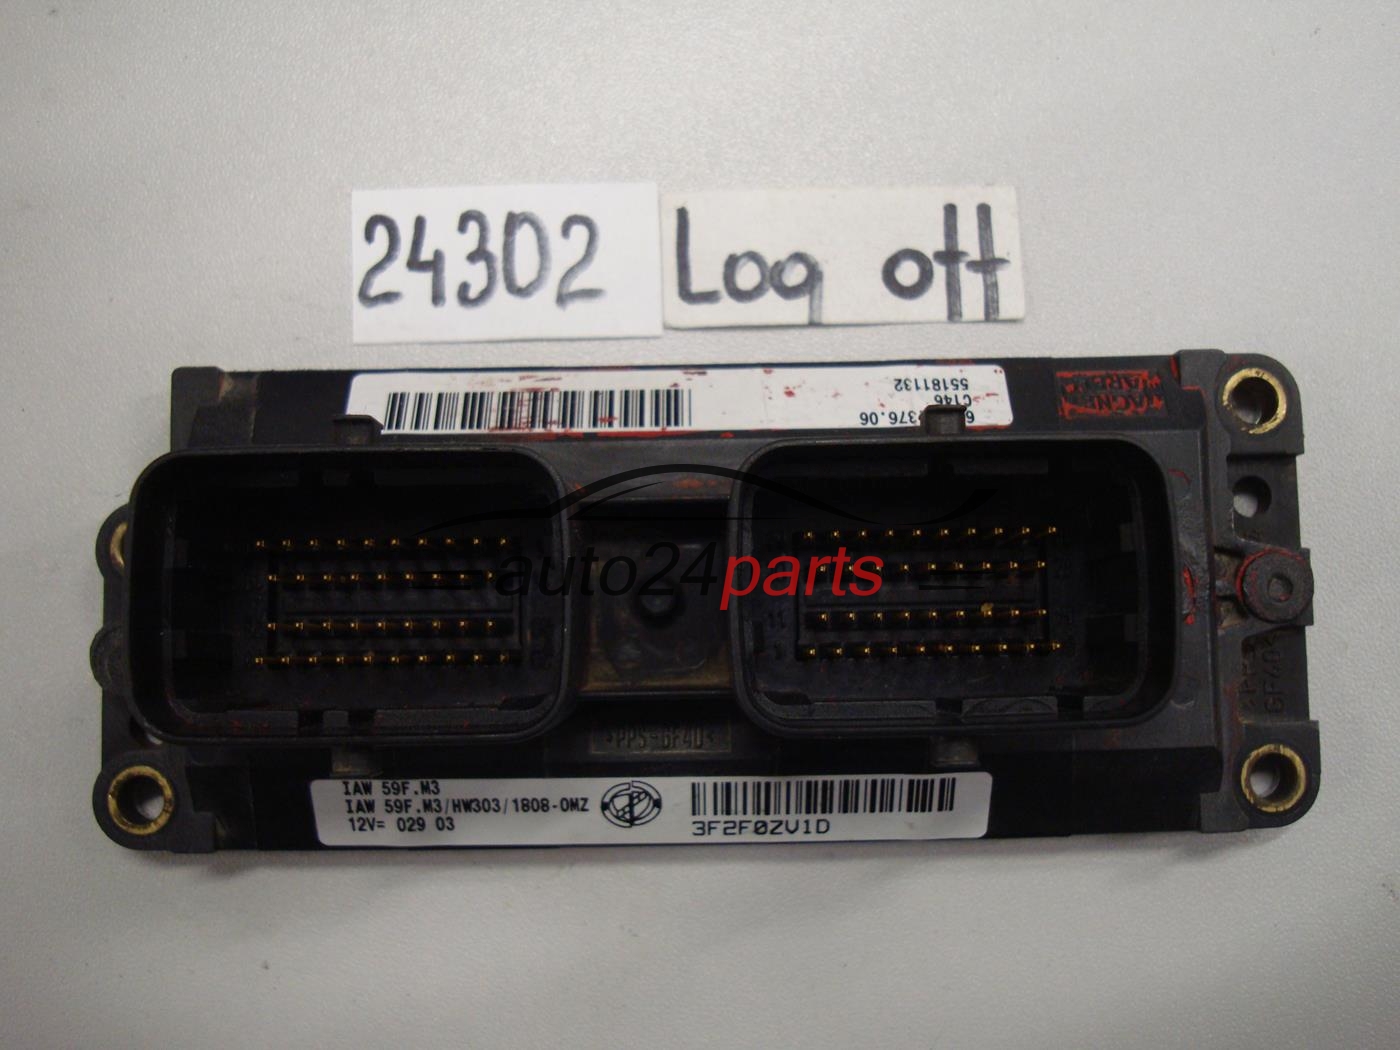 24302
Log off
55181132
C146
376.06
auto24parts
>PPS-GF40<
IAW 59F.M3
IAW 59F.M3/HW303/1808-0MZ
12V= 029 03
3F2F0ZV1D